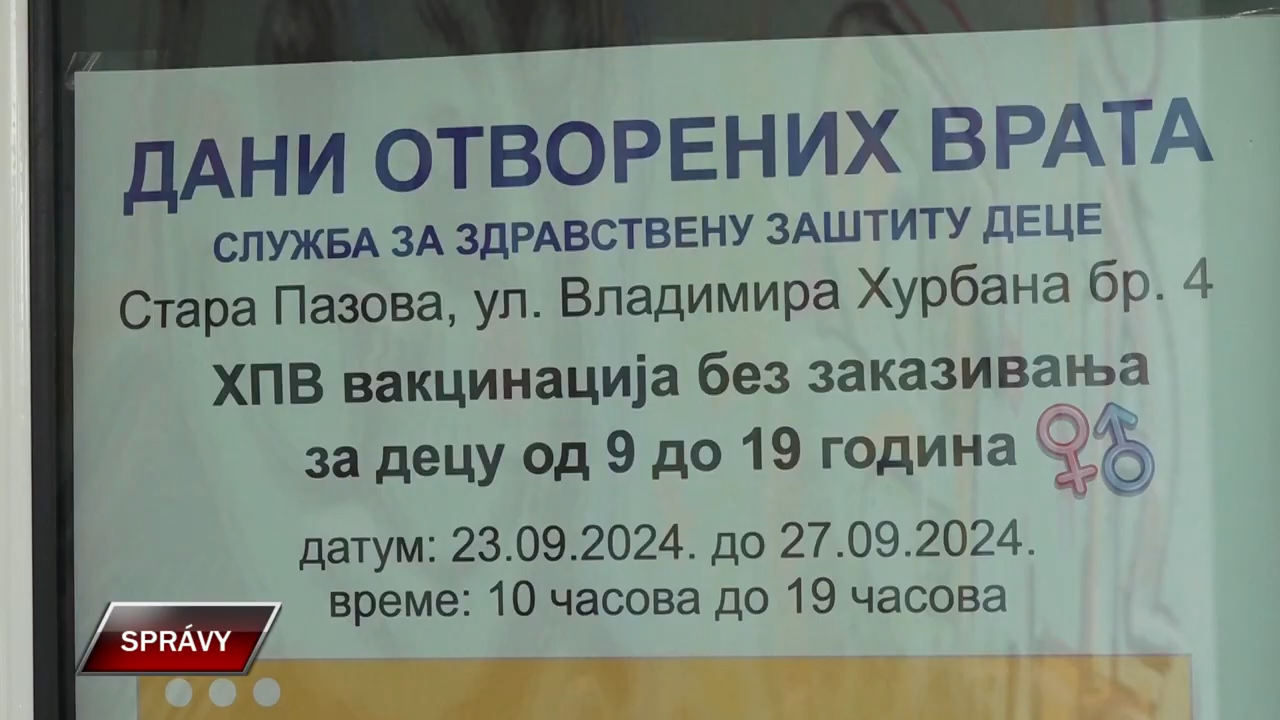 ДАНИ ОТВОРЕНИХ ВРАТА
СЛУЖБА ЗА ЗДРАВСТВЕНУ ЗАШТИТУ ДЕЦЕ
Стара Пазова, ул. Владимира Хурбана бр. 4
ХПВ вакцинација без заказивања
за децу од 9 до 19 година
датум: 23.09.2024. до 27.09.2024.
време: 10 часова до 19 часова
SPRÁVY